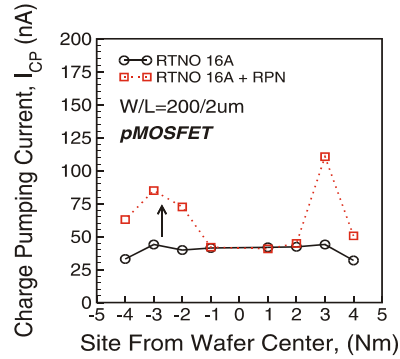 Charge Pumping Current, I_CP (nA)
200
175
150
125
100
75
50
25
0
RTNO 16A
RTNO 16A + RPN
W/L=200/2um
pMOSFET
-5 -4 -3 -2 -1 0 1 2 3 4 5
Site From Wafer Center, (Nm)